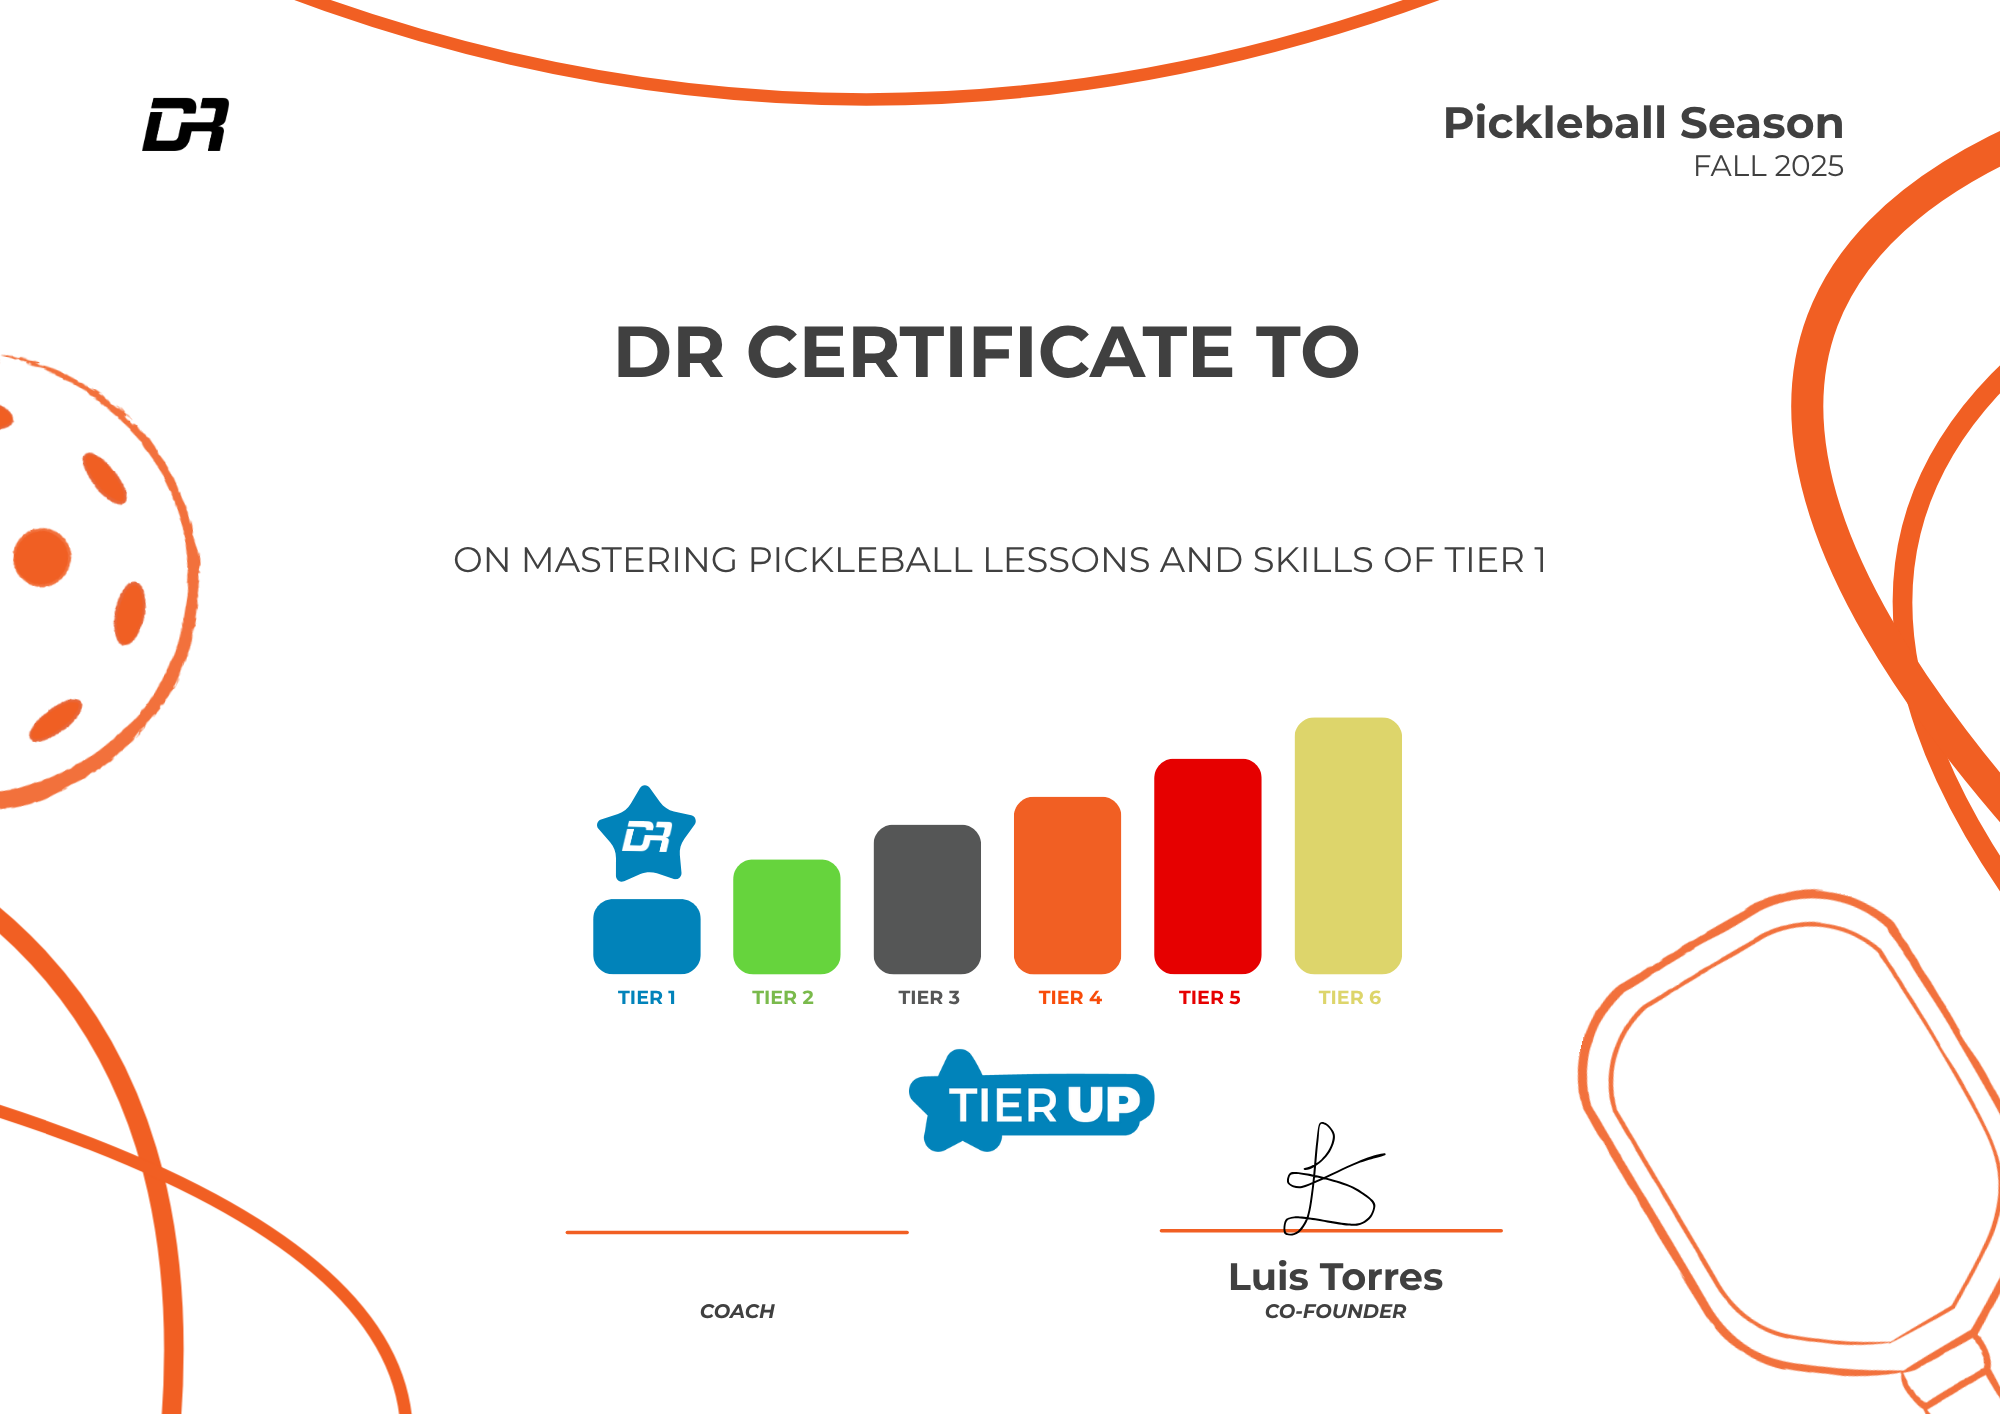 DR
Pickleball Season
FALL 2025
DR CERTIFICATE TO
ON MASTERING PICKLEBALL LESSONS AND SKILLS OF TIER 1
DR
TIER 1 TIER 2 TIER 3 TIER 4 TIER 5 TIER 6
TIER UP
Luis Torres
COACH CO-FOUNDER